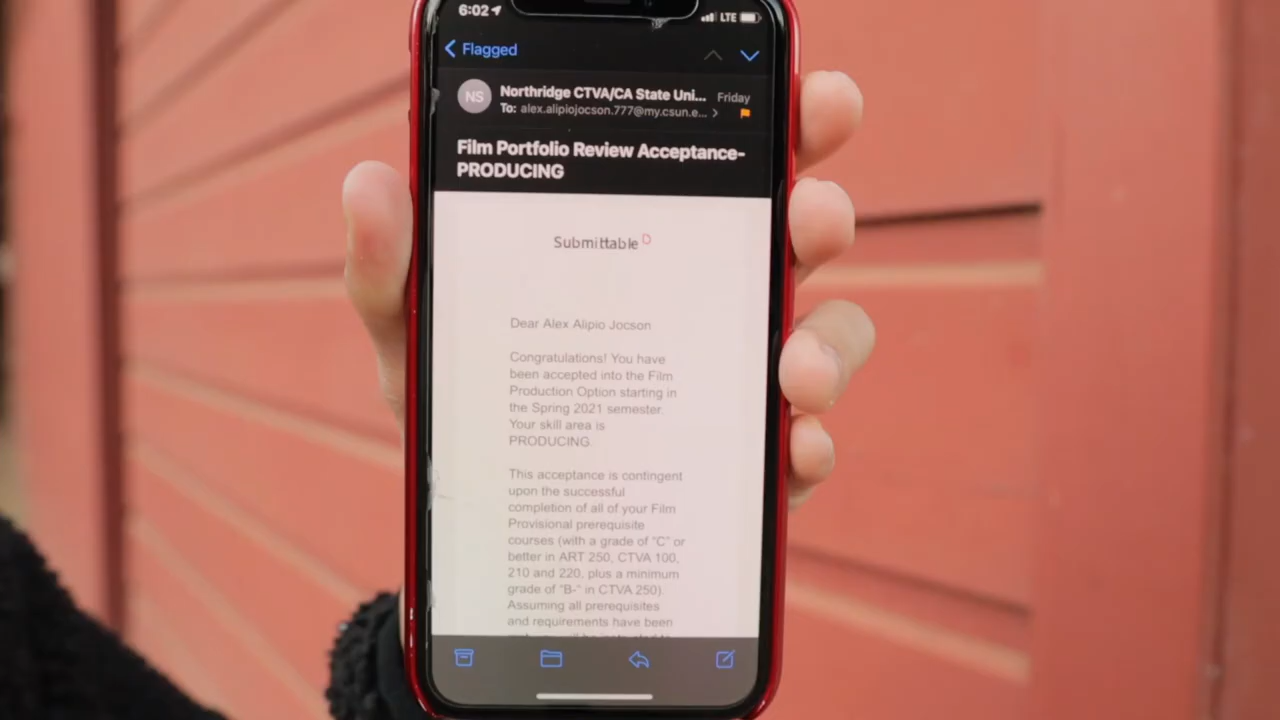 6:02
LTE
Flagged
NS
Northridge CTVA/CA State Uni...
Friday
To: alex.alipiojocson.777@my.csun.e...
Film Portfolio Review Acceptance-
PRODUCING
Submittable
Dear Alex Alipio Jocson
Congratulations! You have
been accepted into the Film
Production Option starting in
the Spring 2021 semester.
Your skill area is
PRODUCING.
This acceptance is contingent
upon the successful
completion of all of your Film
Provisional prerequisite
courses (with a grade of "C" or
better in ART 250, CTVA 100,
210 and 220, plus a minimum
grade of "B-" in CTVA 250).
Assuming all prerequisites
and requirements have been